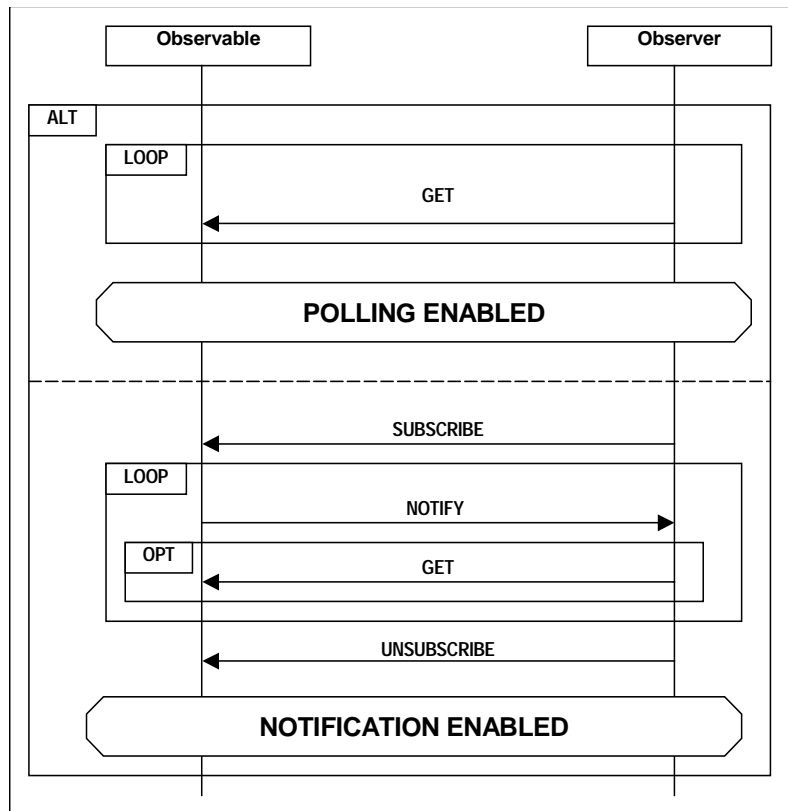 Observable
Observer
ALT
LOOP
GET
POLLING ENABLED
SUBSCRIBE
LOOP
NOTIFY
OPT
GET
UNSUBSCRIBE
NOTIFICATION ENABLED